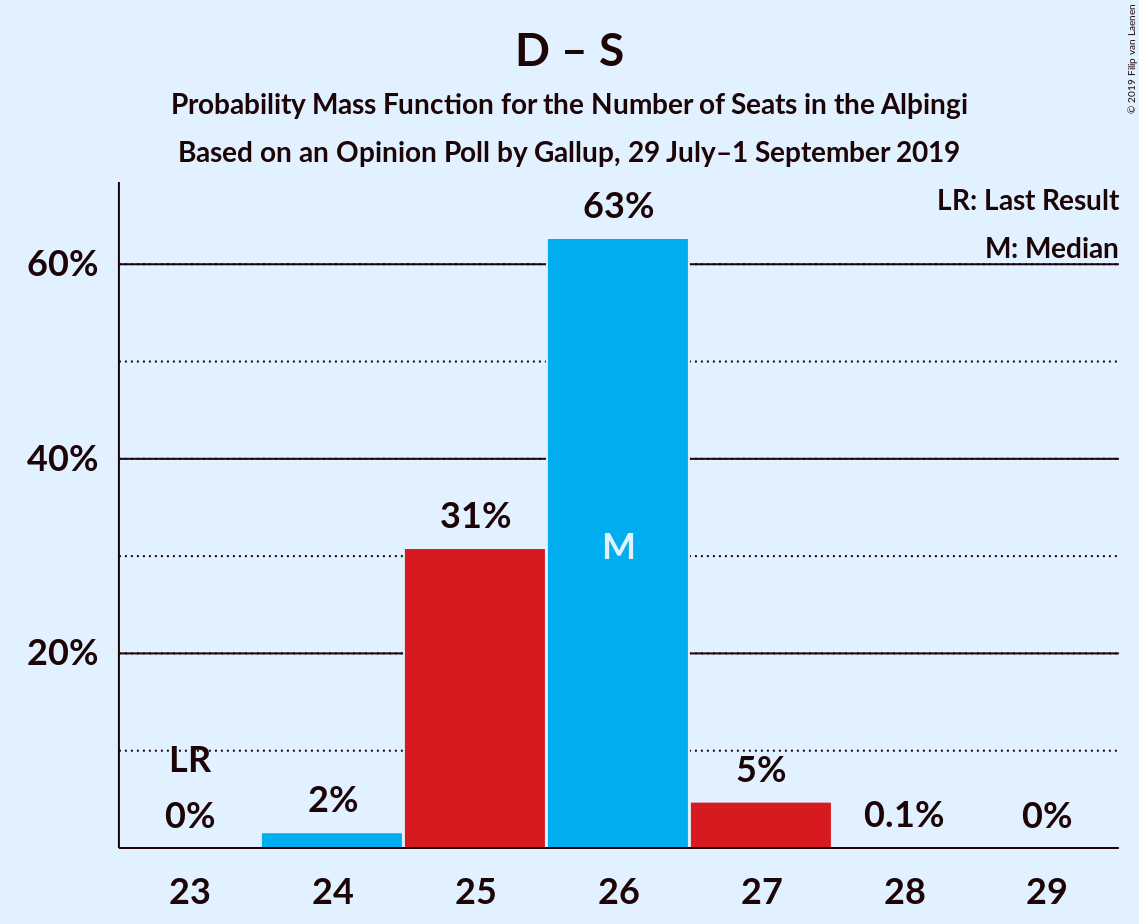 D – S
Probability Mass Function for the Number of Seats in the Alþingi
Based on an Opinion Poll by Gallup, 29 July–1 September 2019
© 2019 Filip van Laenen
LR: Last Result
M: Median
60%
40%
20%
63%
31%
M
LR
0%
2%
5%
0.1%
0%
23 24 25 26 27 28 29